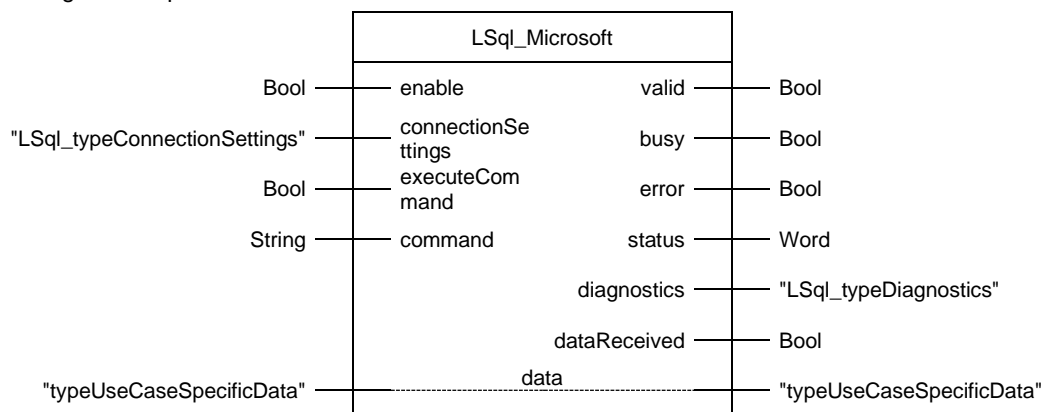 LSql_Microsoft
Bool enable valid Bool
"LSql_typeConnectionSettings" connectionSe
ttings busy Bool
Bool executeCom
mand error Bool
String command status Word
diagnostics "LSql_typeDiagnostics"
dataReceived Bool
"typeUseCaseSpecificData" data "typeUseCaseSpecificData"